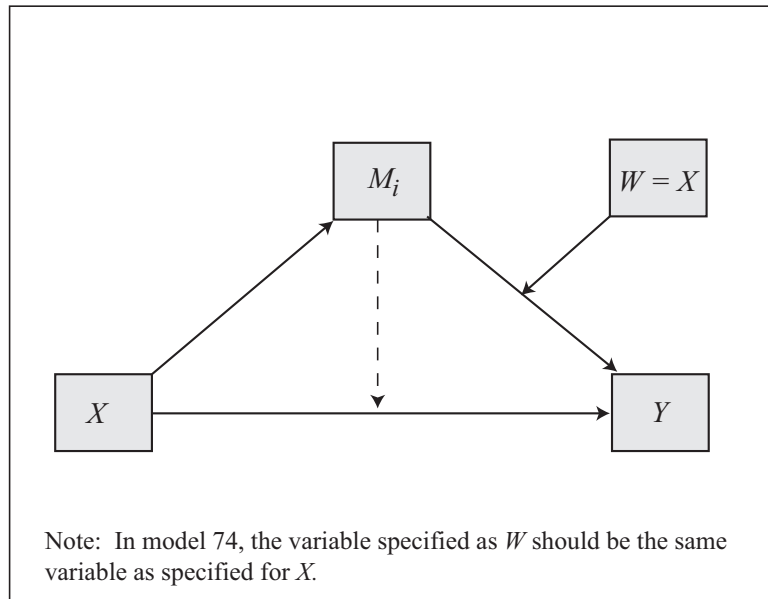 M_i
W = X
X
Y
Note: In model 74, the variable specified as W should be the same
variable as specified for X.